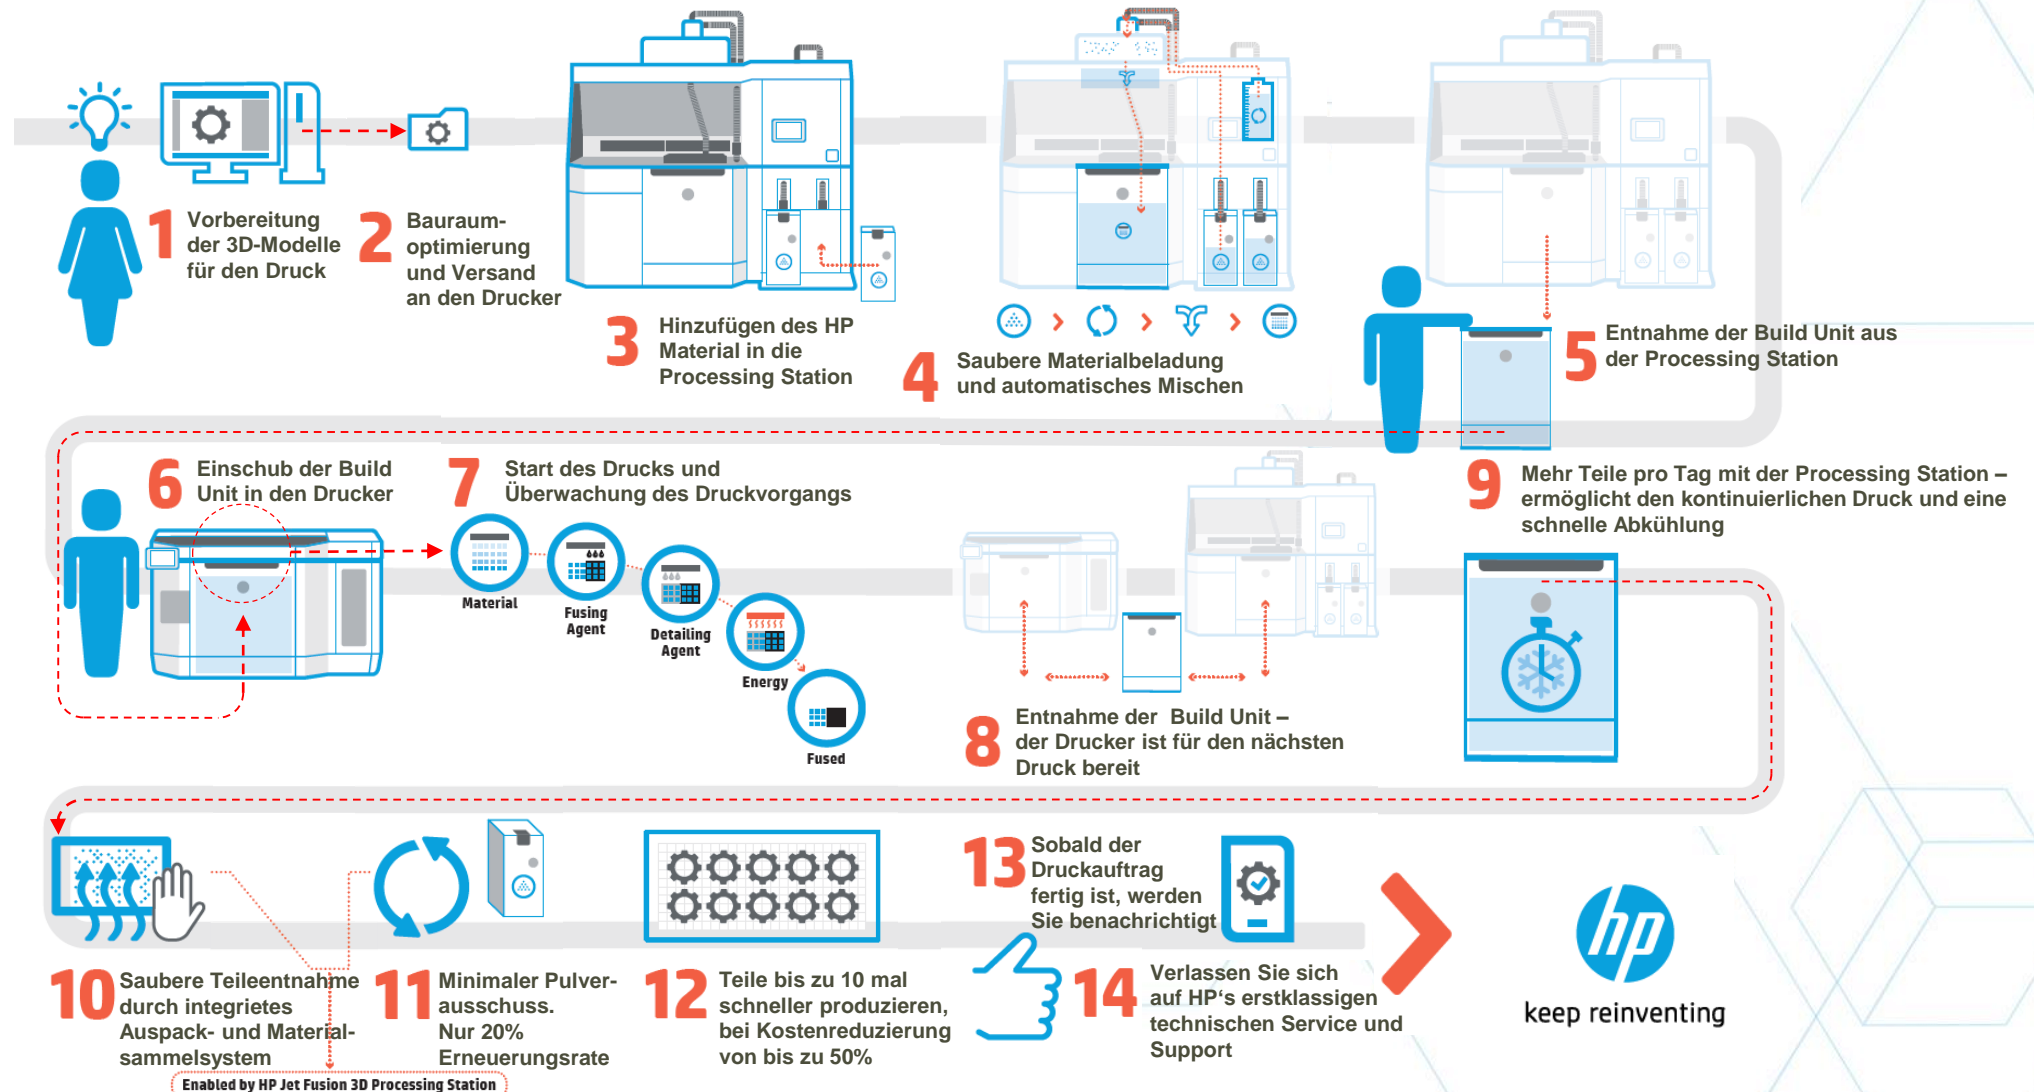 1 Vorbereitung
der 3D-Modelle
für den Druck
2 Bauraum-
optimierung
und Versand
an den Drucker
3 Hinzufügen des HP
Material in die
Processing Station
4 Saubere Materialbeladung
und automatisches Mischen
5 Entnahme der Build Unit aus
der Processing Station
6 Einschub der Build
Unit in den Drucker
7 Start des Drucks und
Überwachung des Druckvorgangs
Material
Fusing
Agent
Detailing
Agent
Energy
Fused
8 Entnahme der Build Unit –
der Drucker ist für den nächsten
Druck bereit
9 Mehr Teile pro Tag mit der Processing Station –
ermöglicht den kontinuierlichen Druck und eine
schnelle Abkühlung
10 Saubere Teileentnahme
durch integrietes
Auspack- und Material-
sammelsystem
Enabled by HP Jet Fusion 3D Processing Station
11 Minimaler Pulver-
ausschuss.
Nur 20%
Erneuerungsrate
12 Teile bis zu 10 mal
schneller produzieren,
bei Kostenreduzierung
von bis zu 50%
13 Sobald der
Druckauftrag
fertig ist, werden
Sie benachrichtigt
14 Verlassen Sie sich
auf HP‘s erstklassigen
technischen Service und
Support
hp
keep reinventing